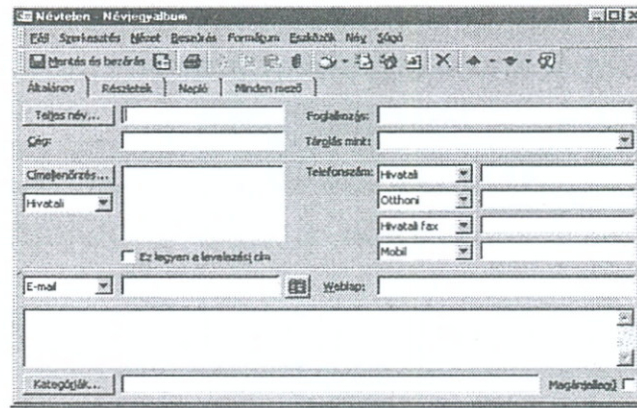 Névtelen - Névjegyalbum
Fájl Szerkesztés Nézet Beszúrás Formátum Eszközök Név Súgó
Mentés és bezárás
Általános Részletek Napló Minden mező
Teljes név... Foglalkozás:
Cég: Tárolás mint:
Címellenőrzés... Telefonszám: Hivatali
Hivatali Otthoni
Hivatali fax
Ez legyen a levelezési cím Mobil
E-mail Weblap:
Kategóriák... Magánjellegű